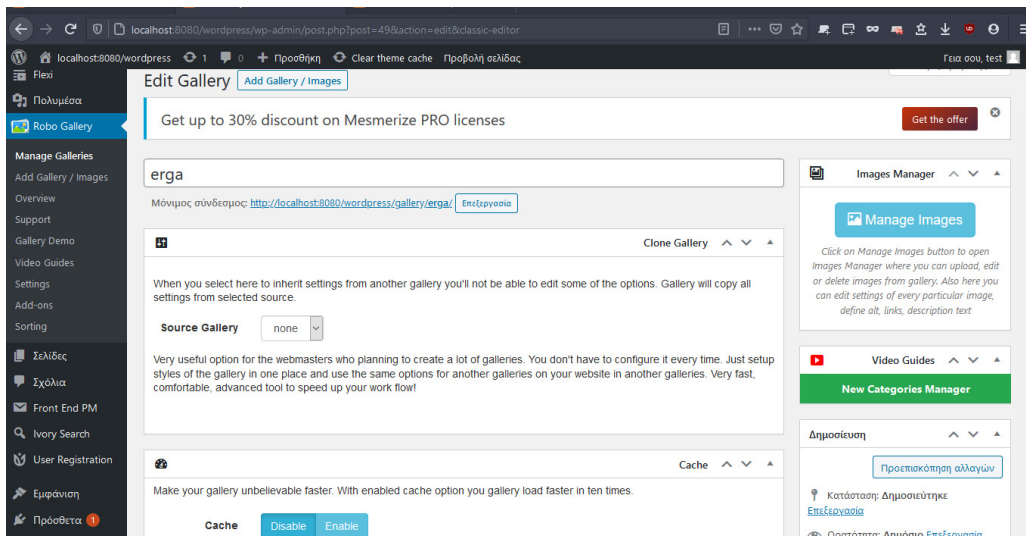 localhost:8080/wordpress/wp-admin/post.php?post=49&action=edit&classic-editor
localhost:8080/wordpress 1 0 + Προσθήκη Clear theme cache Προβολή σελίδας Γεια σου, test
Flexi
Πολυμέσα
Robo Gallery
Manage Galleries
Add Gallery / Images
Overview
Support
Gallery Demo
Video Guides
Settings
Add-ons
Sorting
Σελίδες
Σχόλια
Front End PM
Ivory Search
User Registration
Εμφάνιση
Πρόσθετα 1
Edit Gallery Add Gallery / Images
Get up to 30% discount on Mesmerize PRO licenses Get the offer
erga
Μόνιμος σύνδεσμος: http://localhost:8080/wordpress/gallery/erga/ Επεξεργασία
Clone Gallery
When you select here to inherit settings from another gallery you'll not be able to edit some of the options. Gallery will copy all
settings from selected source.
Source Gallery none
Very useful option for the webmasters who planning to create a lot of galleries. You don't have to configure it every time. Just setup
styles of the gallery in one place and use the same options for another galleries on your website in another galleries. Very fast,
comfortable, advanced tool to speed up your work flow!
Cache
Make your gallery unbelievable faster. With enabled cache option you gallery load faster in ten times.
Cache Disable Enable
Images Manager
Manage Images
Click on Manage Images button to open
Images Manager where you can upload, edit
or delete images from gallery. Also here you
can edit settings of every particular image,
define alt, links, description text
Video Guides
New Categories Manager
Δημοσίευση
Προεπισκόπηση αλλαγών
Κατάσταση: Δημοσιεύτηκε
Επεξεργασία
Ορατότητα: Δημόσιο Επεξεργασία